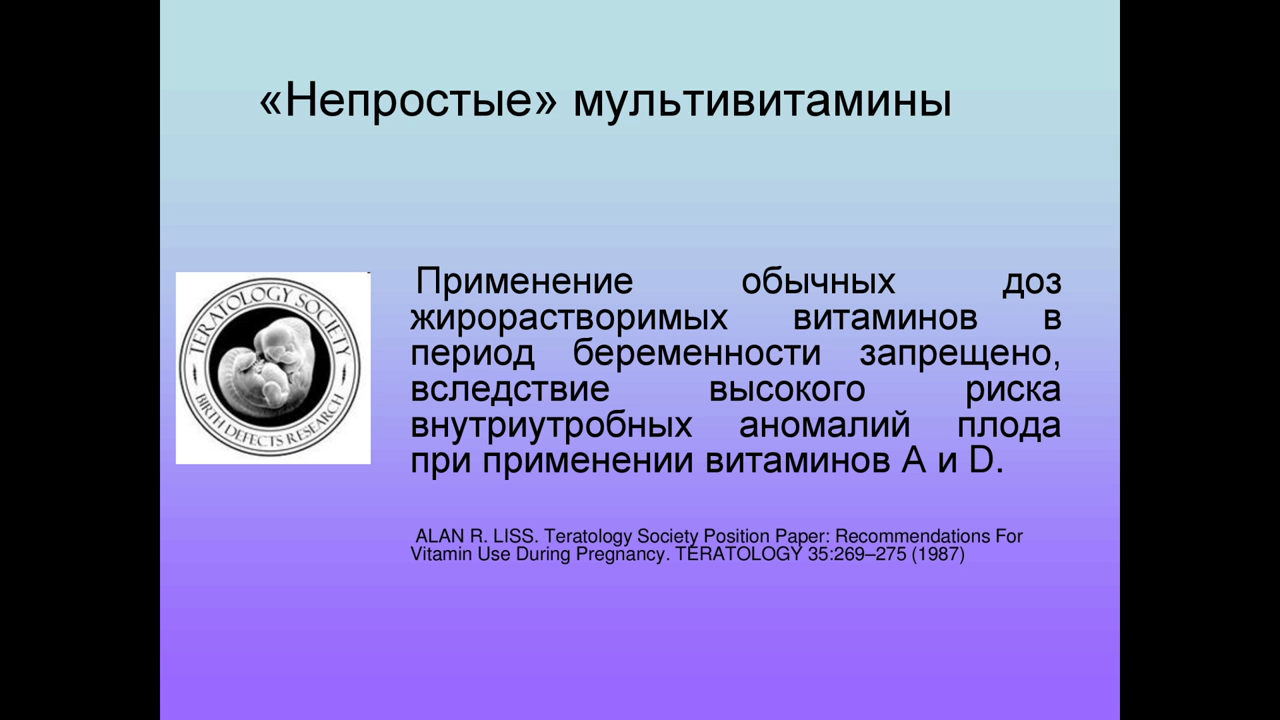 «Непростые» мультивитамины
TERATOLOGY SOCIETY
BIRTH DEFECTS RESEARCH
Применение обычных доз
жирорастворимых витаминов в
период беременности запрещено,
вследствие высокого риска
внутриутробных аномалий плода
при применении витаминов А и D.
ALAN R. LISS. Teratology Society Position Paper: Recommendations For
Vitamin Use During Pregnancy. TERATOLOGY 35:269–275 (1987)